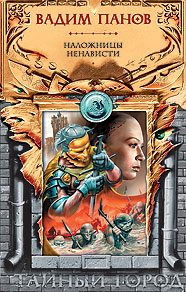 ВАДИМ ПАНОВ
НАЛОЖНИЦЫ
НЕНАВИСТИ
ТАЙНЫЙ ГОРОД